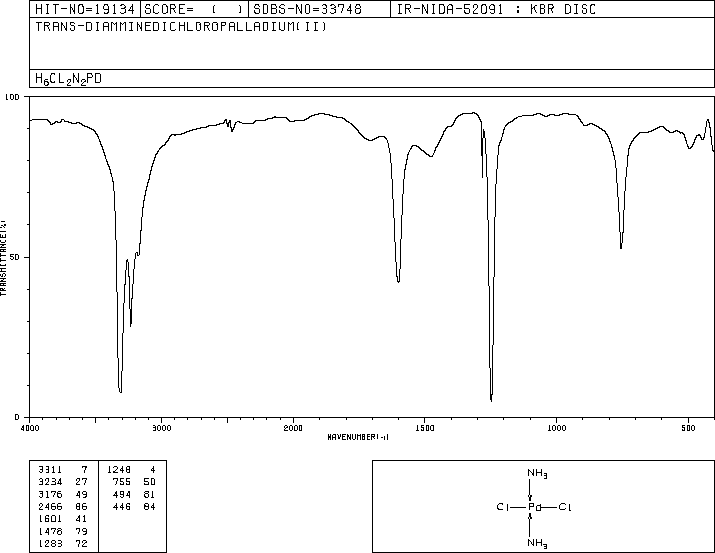 HIT-NO=19134 SCORE= ( ) SDBS-NO=33748 IR-NIDA-52091 : KBR DISC
TRANS-DIAMMINEDICHLOROPALLADIUM(II)
H6CL2N2PD
100
50
0
TRANSMITTANCE(%)
4000 3000 2000 1500 1000 500
WAVENUMBER(-1)
3311 7 1248 4
3234 27 755 50
3176 49 494 81
2466 86 446 84
1601 41
1478 79
1283 72
NH3
Cl Pd Cl
NH3